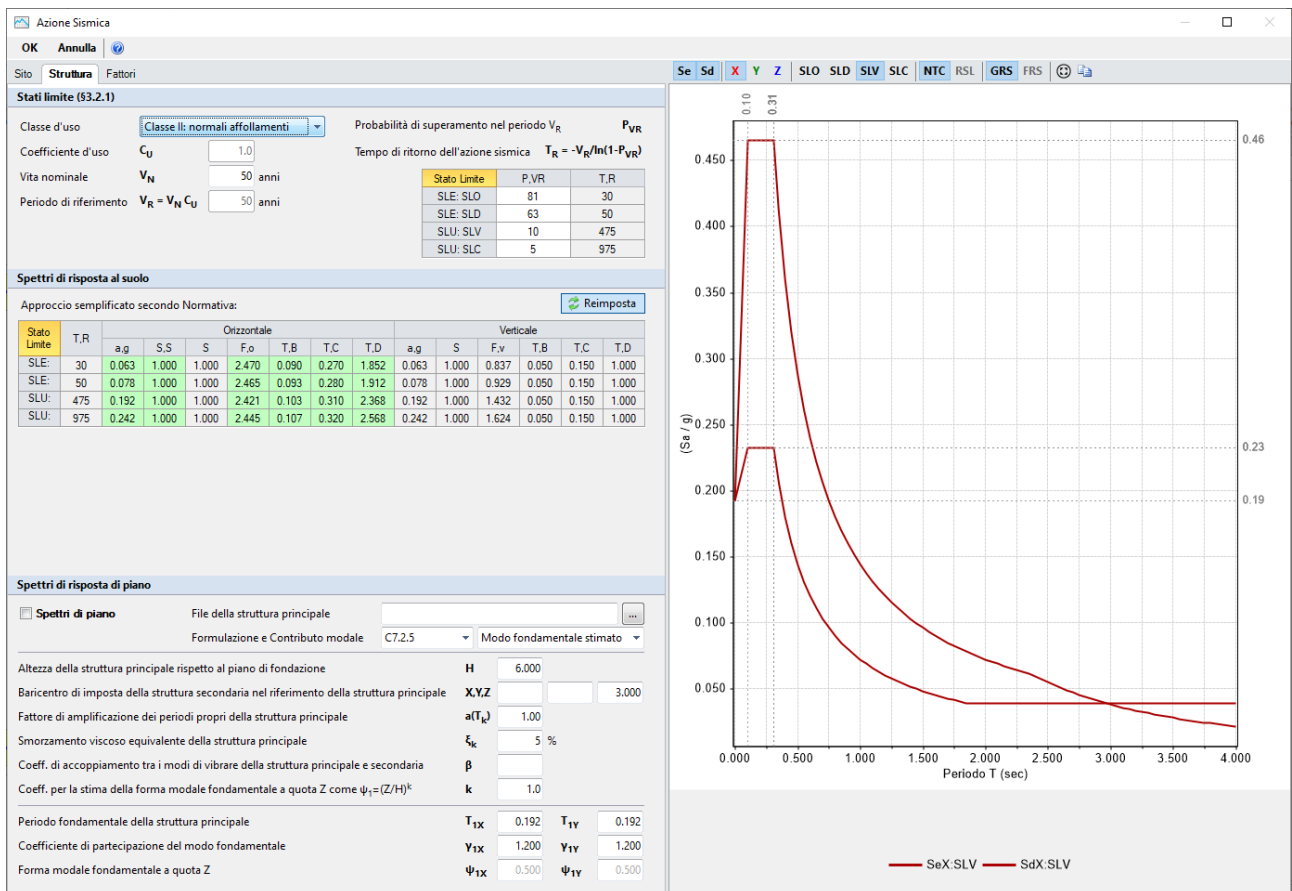 Azione Sismica
OK Annulla
Sito Struttura Fattori
Se Sd X Y Z SLO SLD SLV SLC NTC RSL GRS FRS
Stati limite (§3.2.1)
Classe d'uso Classe II: normali affollamenti Probabilità di superamento nel periodo VR PVR
Coefficiente d'uso CU 1.0 Tempo di ritorno dell'azione sismica TR = -VR/ln(1-PVR)
Vita nominale VN 50 anni
Periodo di riferimento VR = VN CU 50 anni
Stato Limite P,VR T,R
SLE: SLO 81 30
SLE: SLD 63 50
SLU: SLV 10 475
SLU: SLC 5 975
Spettri di risposta al suolo
Approccio semplificato secondo Normativa: Reimposta
Stato Limite T,R Orizzontale Verticale
a,g S,S S F,o T,B T,C T,D a,g S F,v T,B T,C T,D
SLE: 30 0.063 1.000 1.000 2.470 0.090 0.270 1.852 0.063 1.000 0.837 0.050 0.150 1.000
SLE: 50 0.078 1.000 1.000 2.465 0.093 0.280 1.912 0.078 1.000 0.929 0.050 0.150 1.000
SLU: 475 0.192 1.000 1.000 2.421 0.103 0.310 2.368 0.192 1.000 1.432 0.050 0.150 1.000
SLU: 975 0.242 1.000 1.000 2.445 0.107 0.320 2.568 0.242 1.000 1.624 0.050 0.150 1.000
Spettri di risposta di piano
Spettri di piano File della struttura principale ...
Formulazione e Contributo modale C7.2.5 Modo fondamentale stimato
Altezza della struttura principale rispetto al piano di fondazione H 6.000
Baricentro di imposta della struttura secondaria nel riferimento della struttura principale X,Y,Z 3.000
Fattore di amplificazione dei periodi propri della struttura principale a(Tk) 1.00
Smorzamento viscoso equivalente della struttura principale ξk 5 %
Coeff. di accoppiamento tra i modi di vibrare della struttura principale e secondaria β
Coeff. per la stima della forma modale fondamentale a quota Z come ψ1=(Z/H)^k k 1.0
Periodo fondamentale della struttura principale T1X 0.192 T1Y 0.192
Coefficiente di partecipazione del modo fondamentale γ1X 1.200 γ1Y 1.200
Forma modale fondamentale a quota Z ψ1X 0.500 ψ1Y 0.500
0.10
0.31
0.450
0.400
0.350
0.300
0.250
0.200
0.150
0.100
0.050
(Sa / g)
0.46
0.23
0.19
0.000 0.500 1.000 1.500 2.000 2.500 3.000 3.500 4.000
Periodo T (sec)
SeX:SLV SdX:SLV